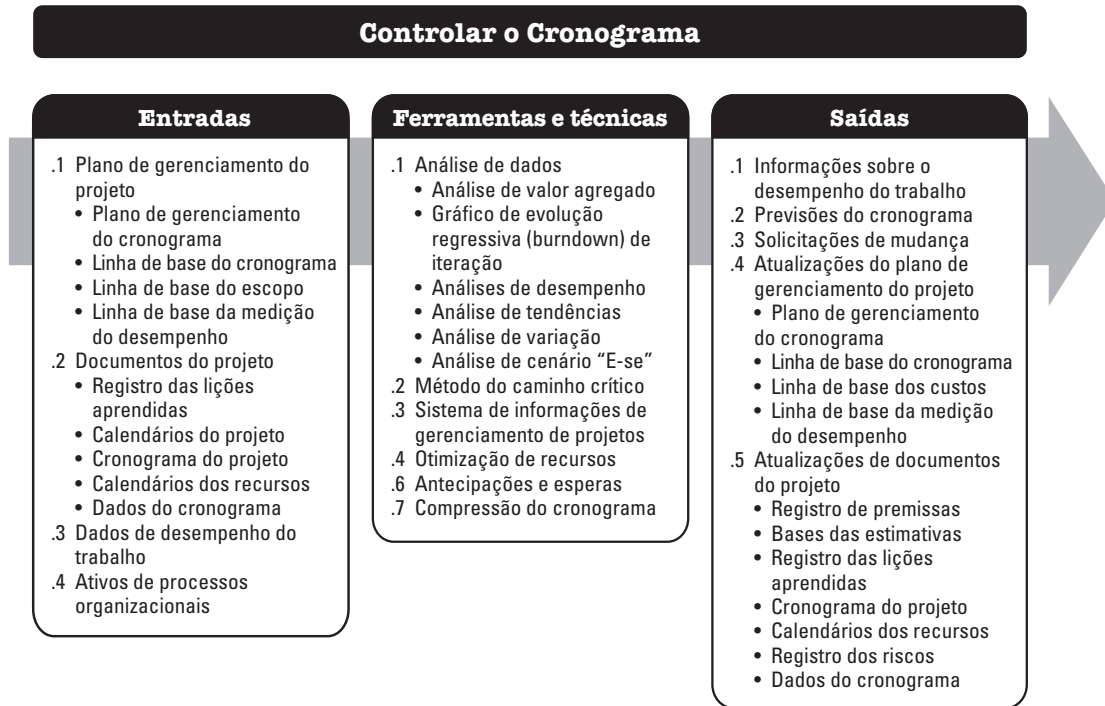 Controlar o Cronograma
Entradas
.1 Plano de gerenciamento do
projeto
• Plano de gerenciamento
do cronograma
• Linha de base do cronograma
• Linha de base do escopo
• Linha de base da medição
do desempenho
.2 Documentos do projeto
• Registro das lições
aprendidas
• Calendários do projeto
• Cronograma do projeto
• Calendários dos recursos
• Dados do cronograma
.3 Dados de desempenho do
trabalho
.4 Ativos de processos
organizacionais
Ferramentas e técnicas
.1 Análise de dados
• Análise de valor agregado
• Gráfico de evolução
regressiva (burndown) de
iteração
• Análises de desempenho
• Análise de tendências
• Análise de variação
• Análise de cenário “E-se”
.2 Método do caminho crítico
.3 Sistema de informações de
gerenciamento de projetos
.4 Otimização de recursos
.6 Antecipações e esperas
.7 Compressão do cronograma
Saídas
.1 Informações sobre o
desempenho do trabalho
.2 Previsões do cronograma
.3 Solicitações de mudança
.4 Atualizações do plano de
gerenciamento do projeto
• Plano de gerenciamento
do cronograma
• Linha de base do cronograma
• Linha de base dos custos
• Linha de base da medição
do desempenho
.5 Atualizações de documentos
do projeto
• Registro de premissas
• Bases das estimativas
• Registro das lições
aprendidas
• Cronograma do projeto
• Calendários dos recursos
• Registro dos riscos
• Dados do cronograma